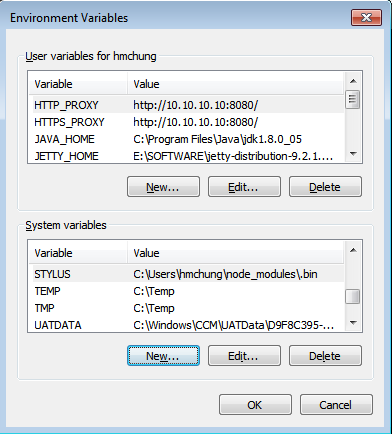 Environment Variables
User variables for hmchung
Variable Value
HTTP_PROXY http://10.10.10.10:8080/
HTTPS_PROXY http://10.10.10.10:8080/
JAVA_HOME C:\Program Files\Java\jdk1.8.0_05
JETTY_HOME E:\SOFTWARE\jetty-distribution-9.2.1....
New... Edit... Delete
System variables
Variable Value
STYLUS C:\Users\hmchung\node_modules\.bin
TEMP C:\Temp
TMP C:\Temp
UATDATA C:\Windows\CCM\UATData\D9F8C395-...
New... Edit... Delete
OK Cancel